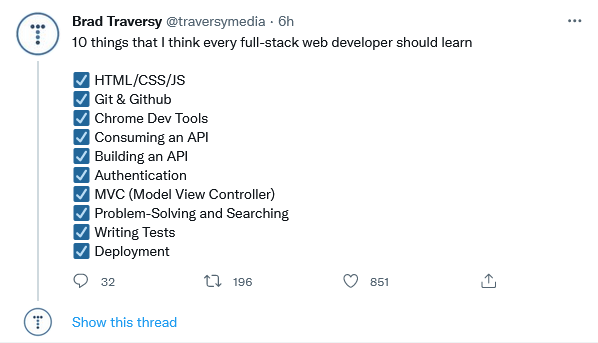 Brad Traversy @traversymedia · 6h
10 things that I think every full-stack web developer should learn
☑ HTML/CSS/JS
☑ Git & Github
☑ Chrome Dev Tools
☑ Consuming an API
☑ Building an API
☑ Authentication
☑ MVC (Model View Controller)
☑ Problem-Solving and Searching
☑ Writing Tests
☑ Deployment
32 196 851
Show this thread